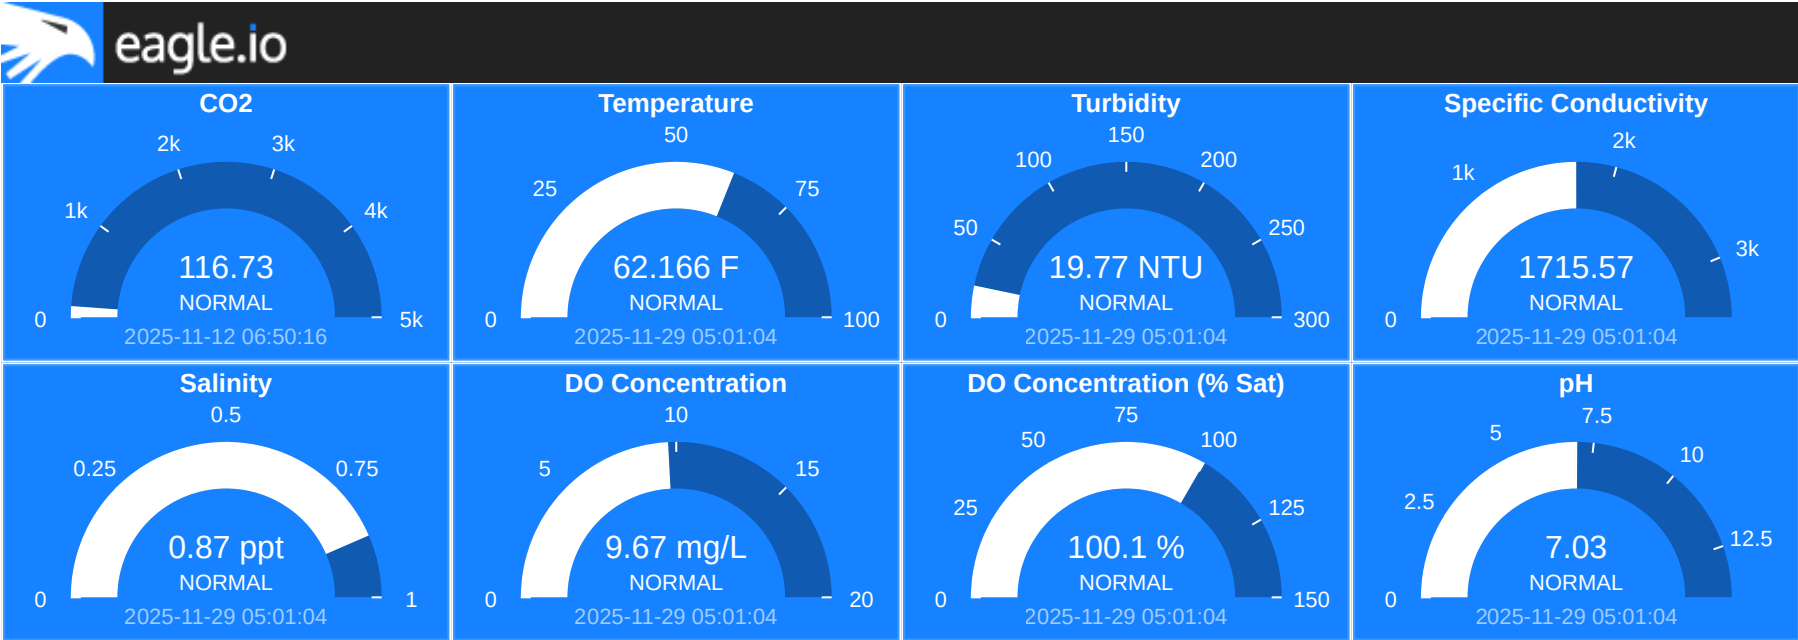 eagle.io
CO2
2k
3k
1k
4k
116.73
NORMAL
0
5k
2025-11-12 06:50:16
Temperature
50
25
75
62.166 F
NORMAL
0
100
2025-11-29 05:01:04
Turbidity
150
100
200
50
250
19.77 NTU
NORMAL
0
300
2025-11-29 05:01:04
Specific Conductivity
2k
1k
3k
1715.57
NORMAL
0
2025-11-29 05:01:04
Salinity
0.5
0.25
0.75
0.87 ppt
NORMAL
0
1
2025-11-29 05:01:04
DO Concentration
10
5
15
9.67 mg/L
NORMAL
0
20
2025-11-29 05:01:04
DO Concentration (% Sat)
75
50
100
25
125
100.1 %
NORMAL
0
150
2025-11-29 05:01:04
pH
7.5
5
10
2.5
12.5
7.03
NORMAL
0
2025-11-29 05:01:04